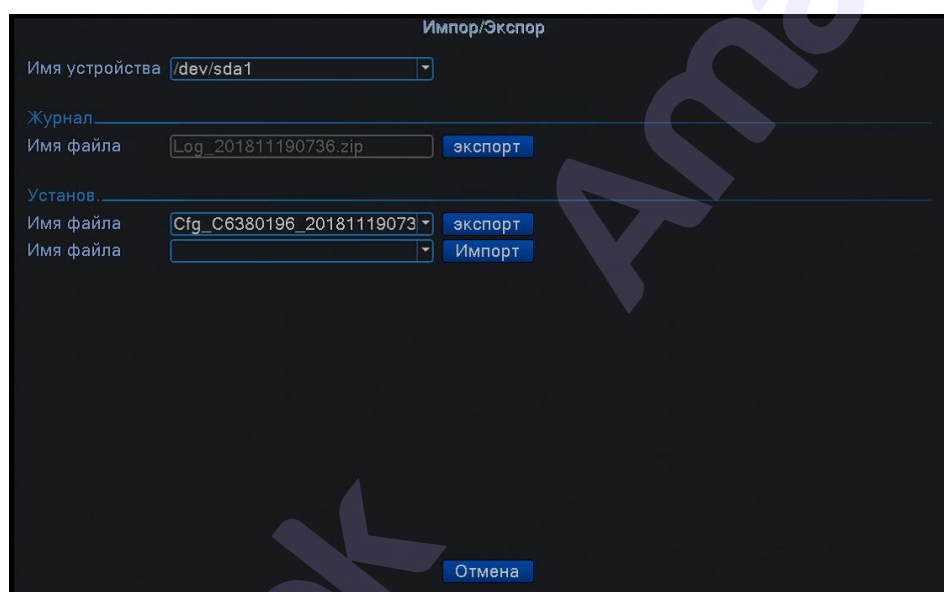 Импор/Экспор
Имя устройства /dev/sda1
Журнал
Имя файла Log_201811190736.zip экспорт
Установ.
Имя файла Cfg_C6380196_20181119073 экспорт
Имя файла Импорт
Отмена